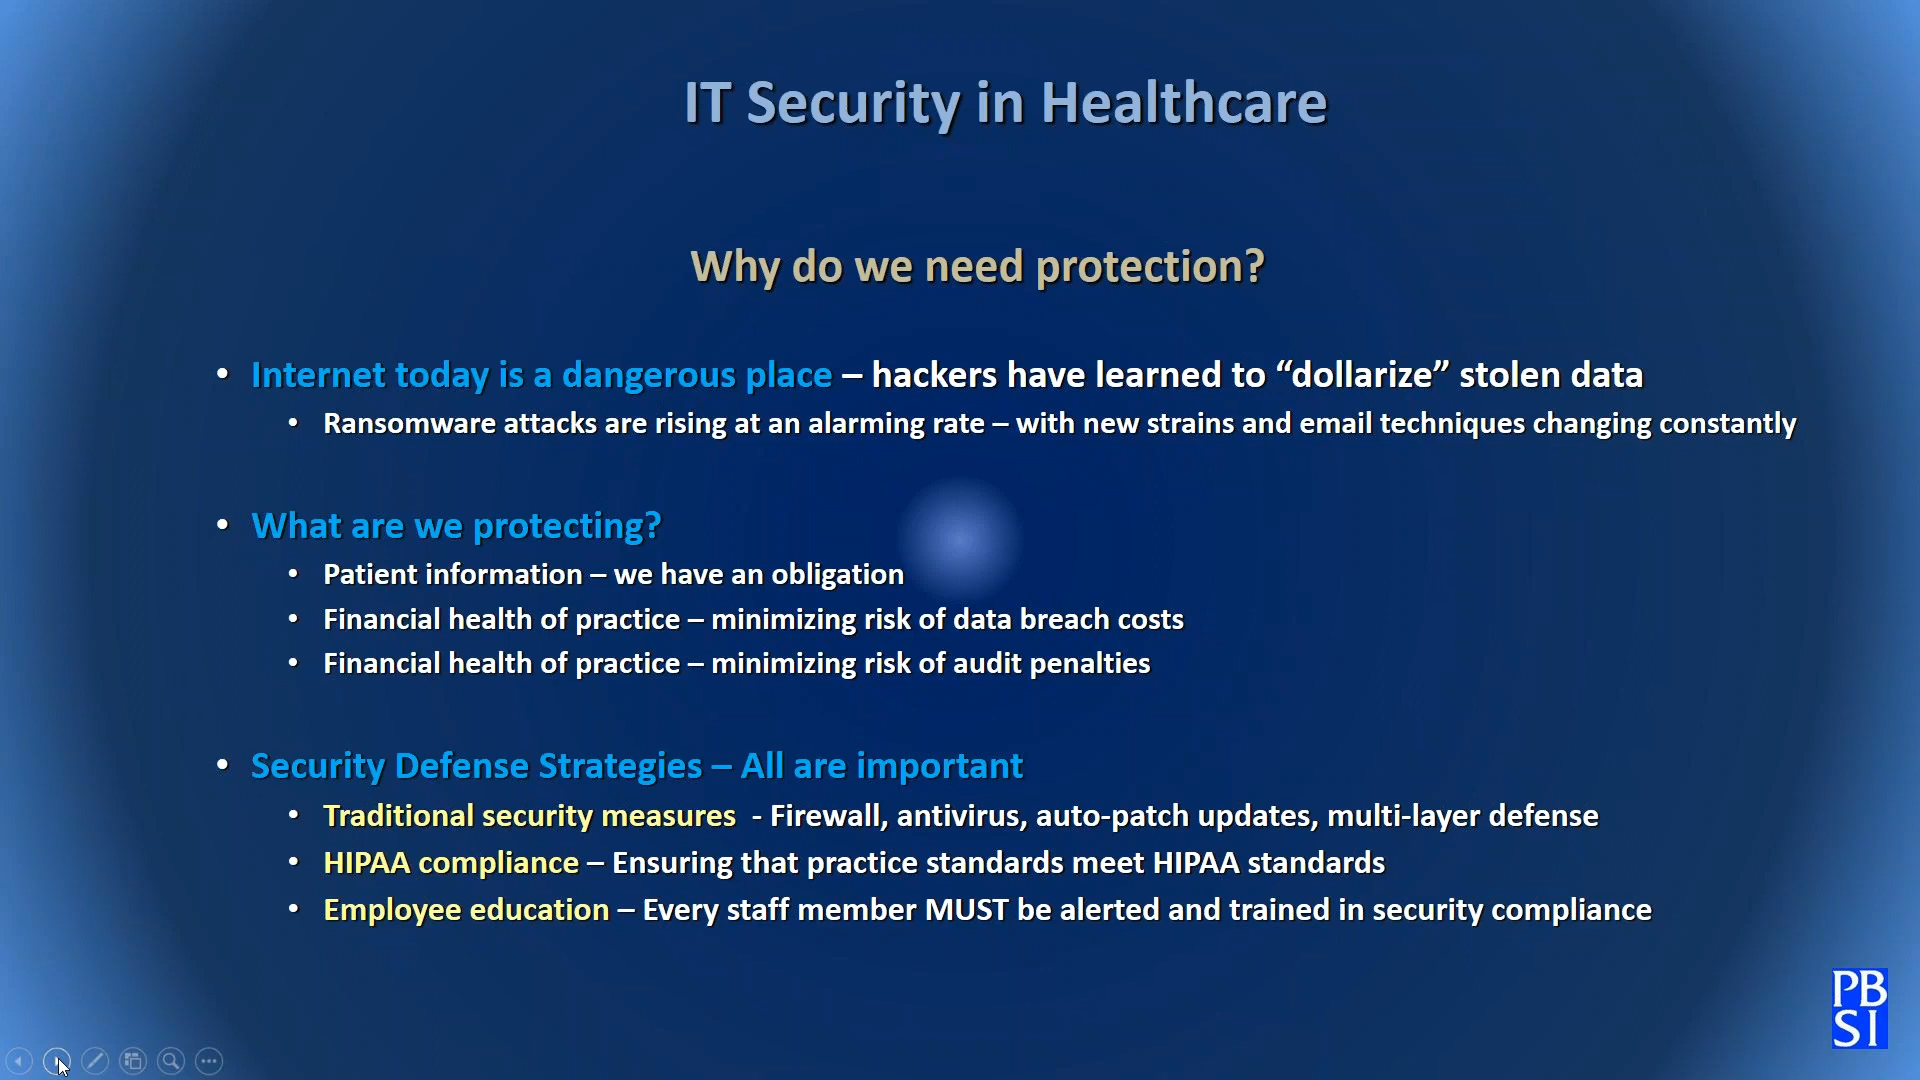 IT Security in Healthcare
Why do we need protection?
• Internet today is a dangerous place – hackers have learned to “dollarize” stolen data
• Ransomware attacks are rising at an alarming rate – with new strains and email techniques changing constantly
• What are we protecting?
• Patient information – we have an obligation
• Financial health of practice – minimizing risk of data breach costs
• Financial health of practice – minimizing risk of audit penalties
• Security Defense Strategies – All are important
• Traditional security measures  - Firewall, antivirus, auto-patch updates, multi-layer defense
• HIPAA compliance – Ensuring that practice standards meet HIPAA standards
• Employee education – Every staff member MUST be alerted and trained in security compliance
PB
SI